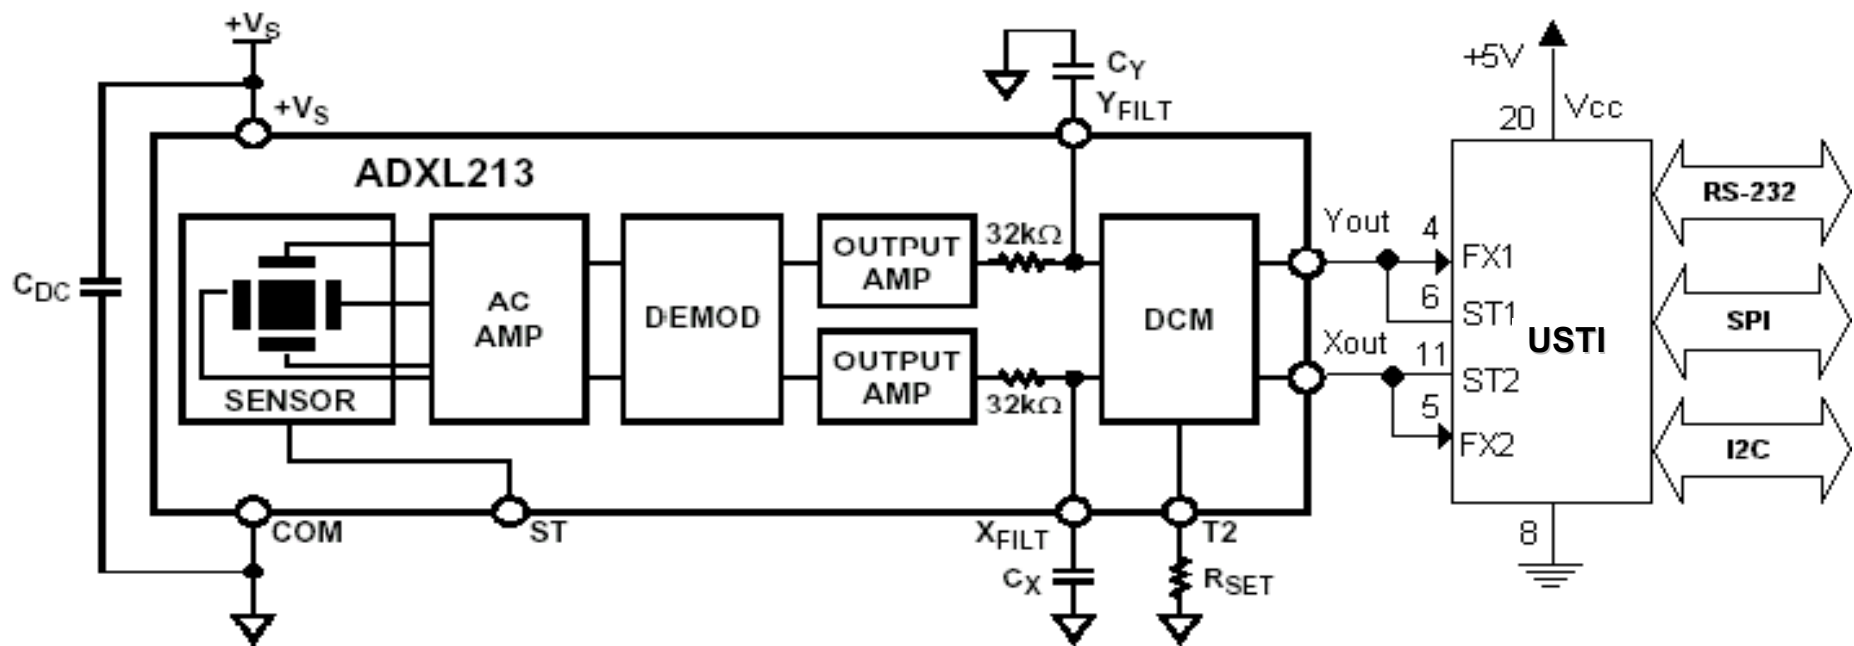 +VS
+VS
CDC
CY
YFILT
ADXL213
SENSOR
AC
AMP
DEMOD
OUTPUT
AMP
OUTPUT
AMP
32kΩ
32kΩ
DCM
COM
ST
XFILT
CX
T2
RSET
Yout
Xout
+5V
20
Vcc
4
FX1
6
ST1
11
ST2
5
FX2
USTI
8
RS-232
SPI
I2C